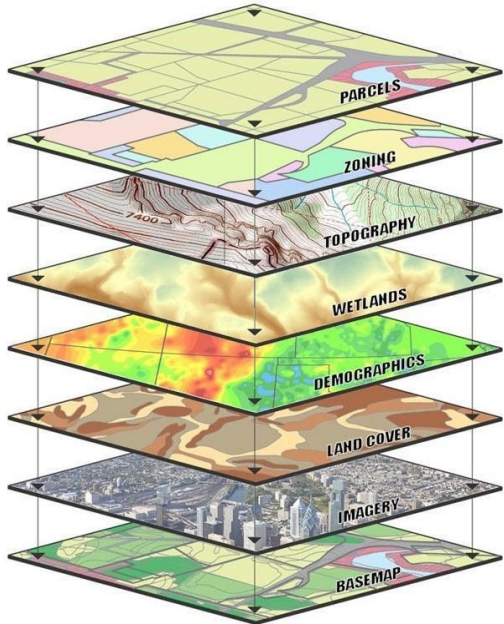 PARCELS
ZONING
7400
TOPOGRAPHY
WETLANDS
DEMOGRAPHICS
LAND COVER
IMAGERY
BASEMAP